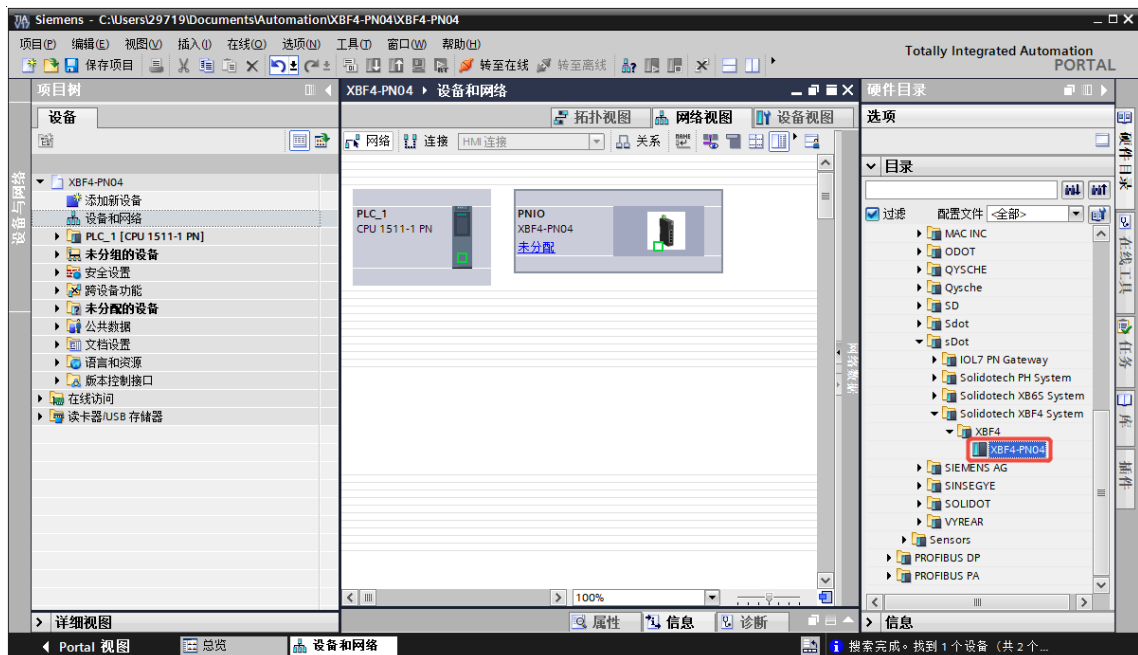 Siemens - C:\Users\29719\Documents\Automation\XBF4-PN04\XBF4-PN04
项目(P) 编辑(E) 视图(V) 插入(I) 在线(O) 选项(N) 工具(T) 窗口(W) 帮助(H)
Totally Integrated Automation
PORTAL
保存项目 转至在线 转至离线
项目树
XBF4-PN04 设备和网络
硬件目录
设备
拓扑视图 网络视图 设备视图
选项
网络 连接 HMI 连接 关系
目录
过滤 配置文件 <全部>
XBF4-PN04
添加新设备
设备和网络
PLC_1 [CPU 1511-1 PN]
未分组的设备
安全设置
跨设备功能
未分配的设备
公共数据
文档设置
语言和资源
版本控制接口
在线访问
读卡器/USB 存储器
PLC_1
CPU 1511-1 PN
PNIO
XBF4-PN04
未分配
MAC INC
ODOT
QYSCHE
Qysche
SD
Sdot
sDot
IOL7 PN Gateway
Solidotech PH System
Solidotech XB6S System
Solidotech XBF4 System
XBF4
XBF4-PN04
SIEMENS AG
SINSEGYE
SOLIDOT
VYREAR
Sensors
PROFIBUS DP
PROFIBUS PA
设备与网络
网络数据
硬件目录
在线工具
任务
库
插件
100%
详细视图
属性 信息 诊断
信息
Portal 视图 总览 设备和网络
搜索完成。找到 1 个设备（共 2 个...